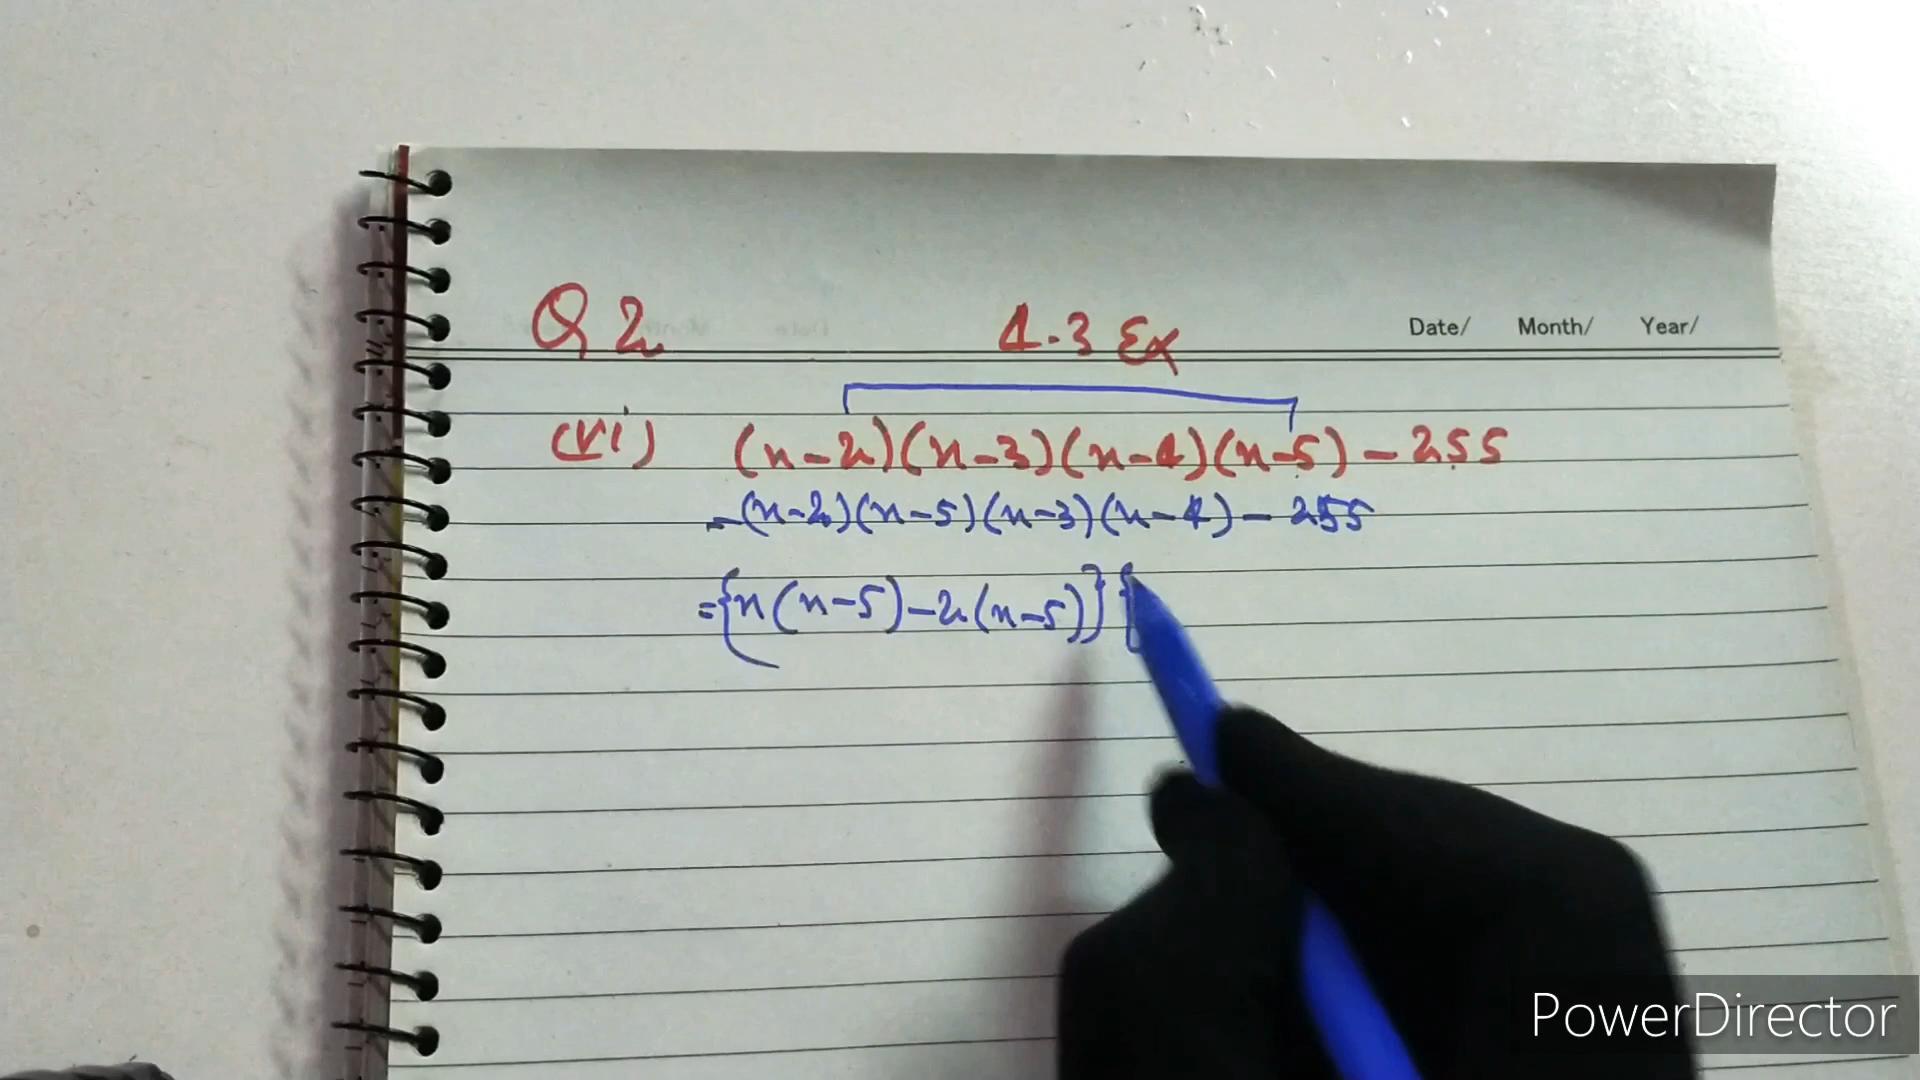 Q 2 4.3 Ex
Date/ Month/ Year/
(vi) (x-2)(x-3)(x-4)(x-5) - 255
=(x-2)(x-5)(x-3)(x-4) - 255
={x(x-5)-2(x-5)}{
PowerDirector